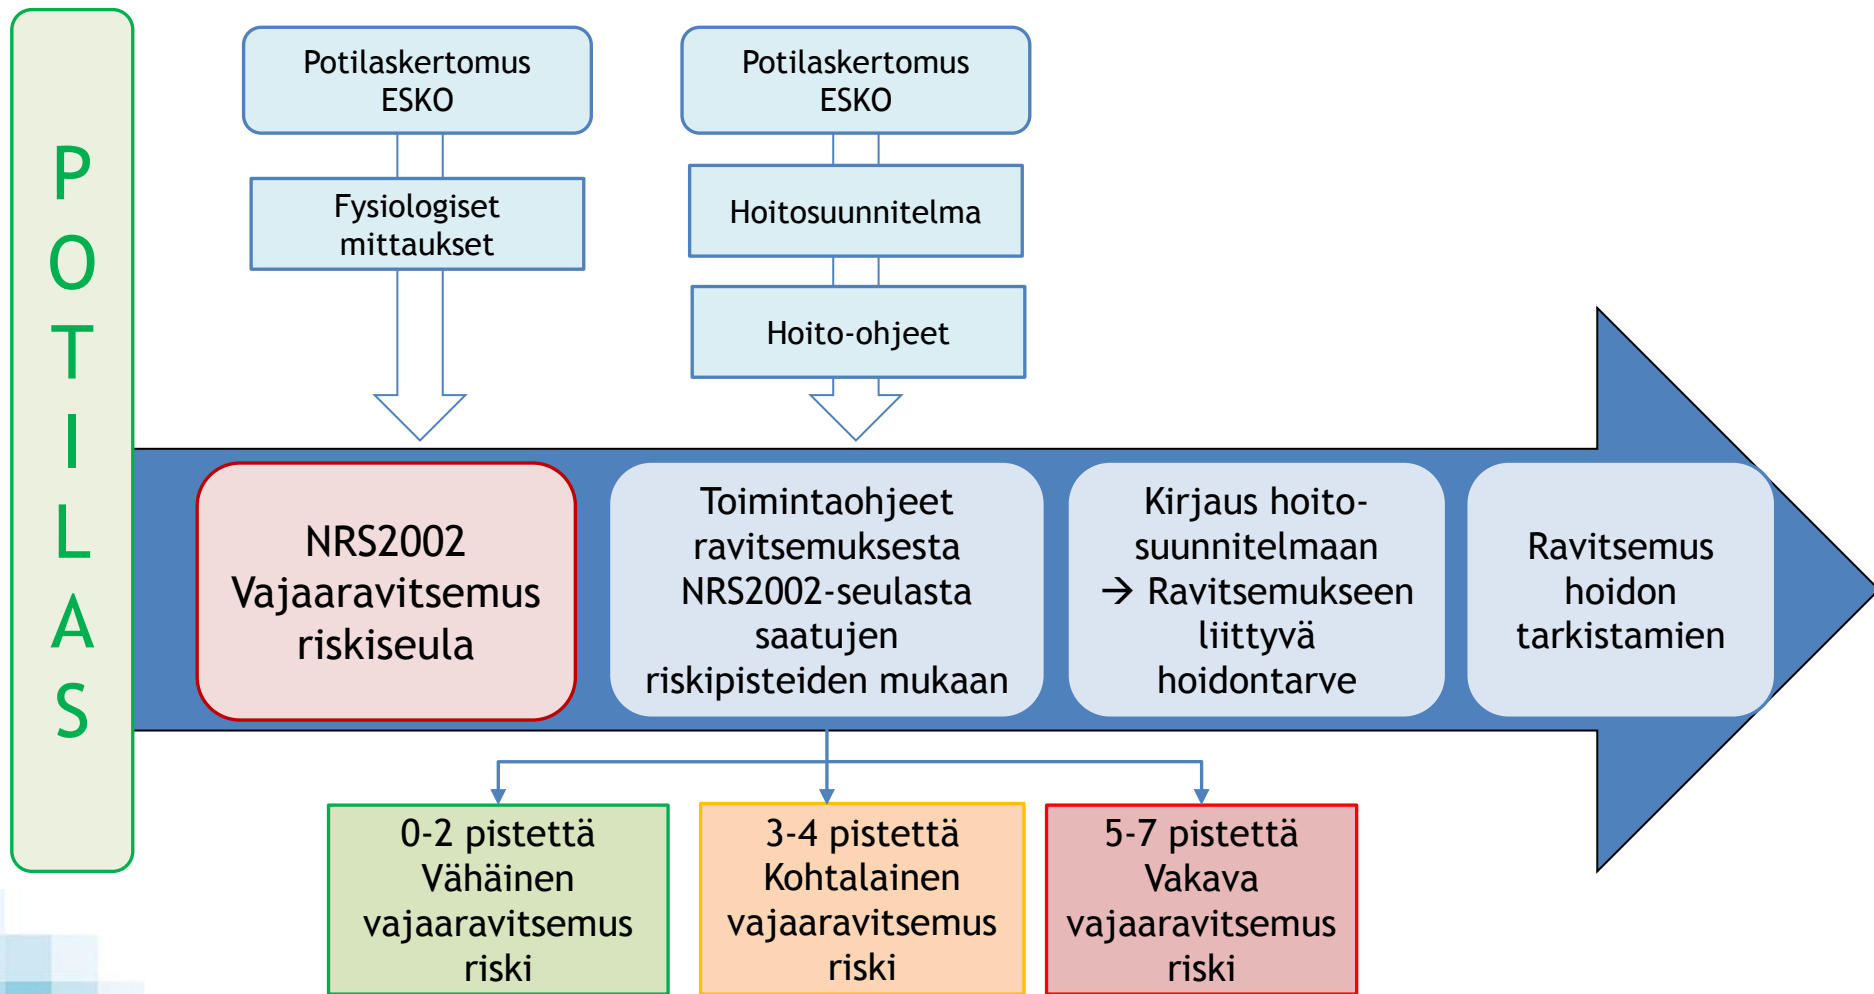 P
O
T
I
L
A
S
Potilaskertomus
ESKO
Fysiologiset
mittaukset
Potilaskertomus
ESKO
Hoitosuunnitelma
Hoito-ohjeet
NRS2002
Vajaaravitsemus
riskiseula
Toimintaohjeet
ravitsemuksesta
NRS2002-seulasta
saatujen
riskipisteiden mukaan
Kirjaus hoito-
suunnitelmaan
→ Ravitsemukseen
liittyvä
hoidontarve
Ravitsemus
hoidon
tarkistamien
0-2 pistettä
Vähäinen
vajaaravitsemus
riski
3-4 pistettä
Kohtalainen
vajaaravitsemus
riski
5-7 pistettä
Vakava
vajaaravitsemus
riski